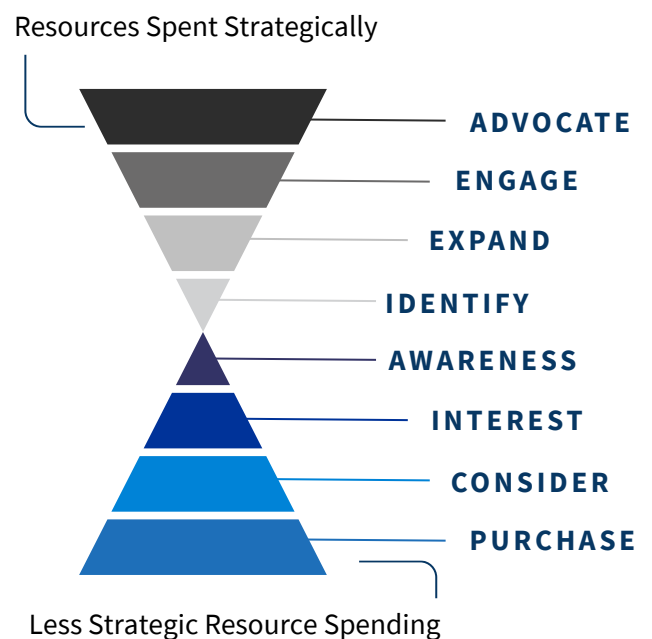 Resources Spent Strategically
ADVOCATE
ENGAGE
EXPAND
IDENTIFY
AWARENESS
INTEREST
CONSIDER
PURCHASE
Less Strategic Resource Spending